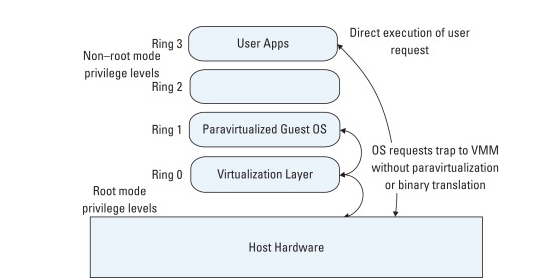 Ring 3
User Apps
Direct execution of user
request
Non–root mode
privilege levels
Ring 2
Ring 1
Paravirtualized Guest OS
OS requests trap to VMM
without paravirtualization
or binary translation
Ring 0
Virtualization Layer
Root mode
privilege levels
Host Hardware